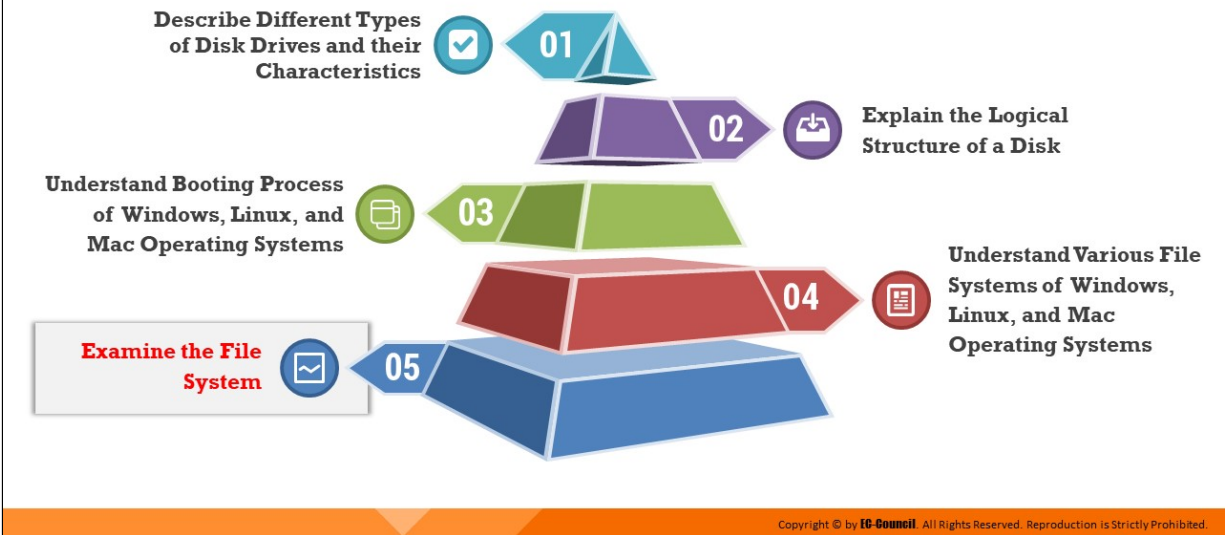 Describe Different Types
of Disk Drives and their
Characteristics
01
02
Explain the Logical
Structure of a Disk
Understand Booting Process
of Windows, Linux, and
Mac Operating Systems
03
04
Understand Various File
Systems of Windows,
Linux, and Mac
Operating Systems
Examine the File
System
05
Copyright © by EC-Council. All Rights Reserved. Reproduction is Strictly Prohibited.